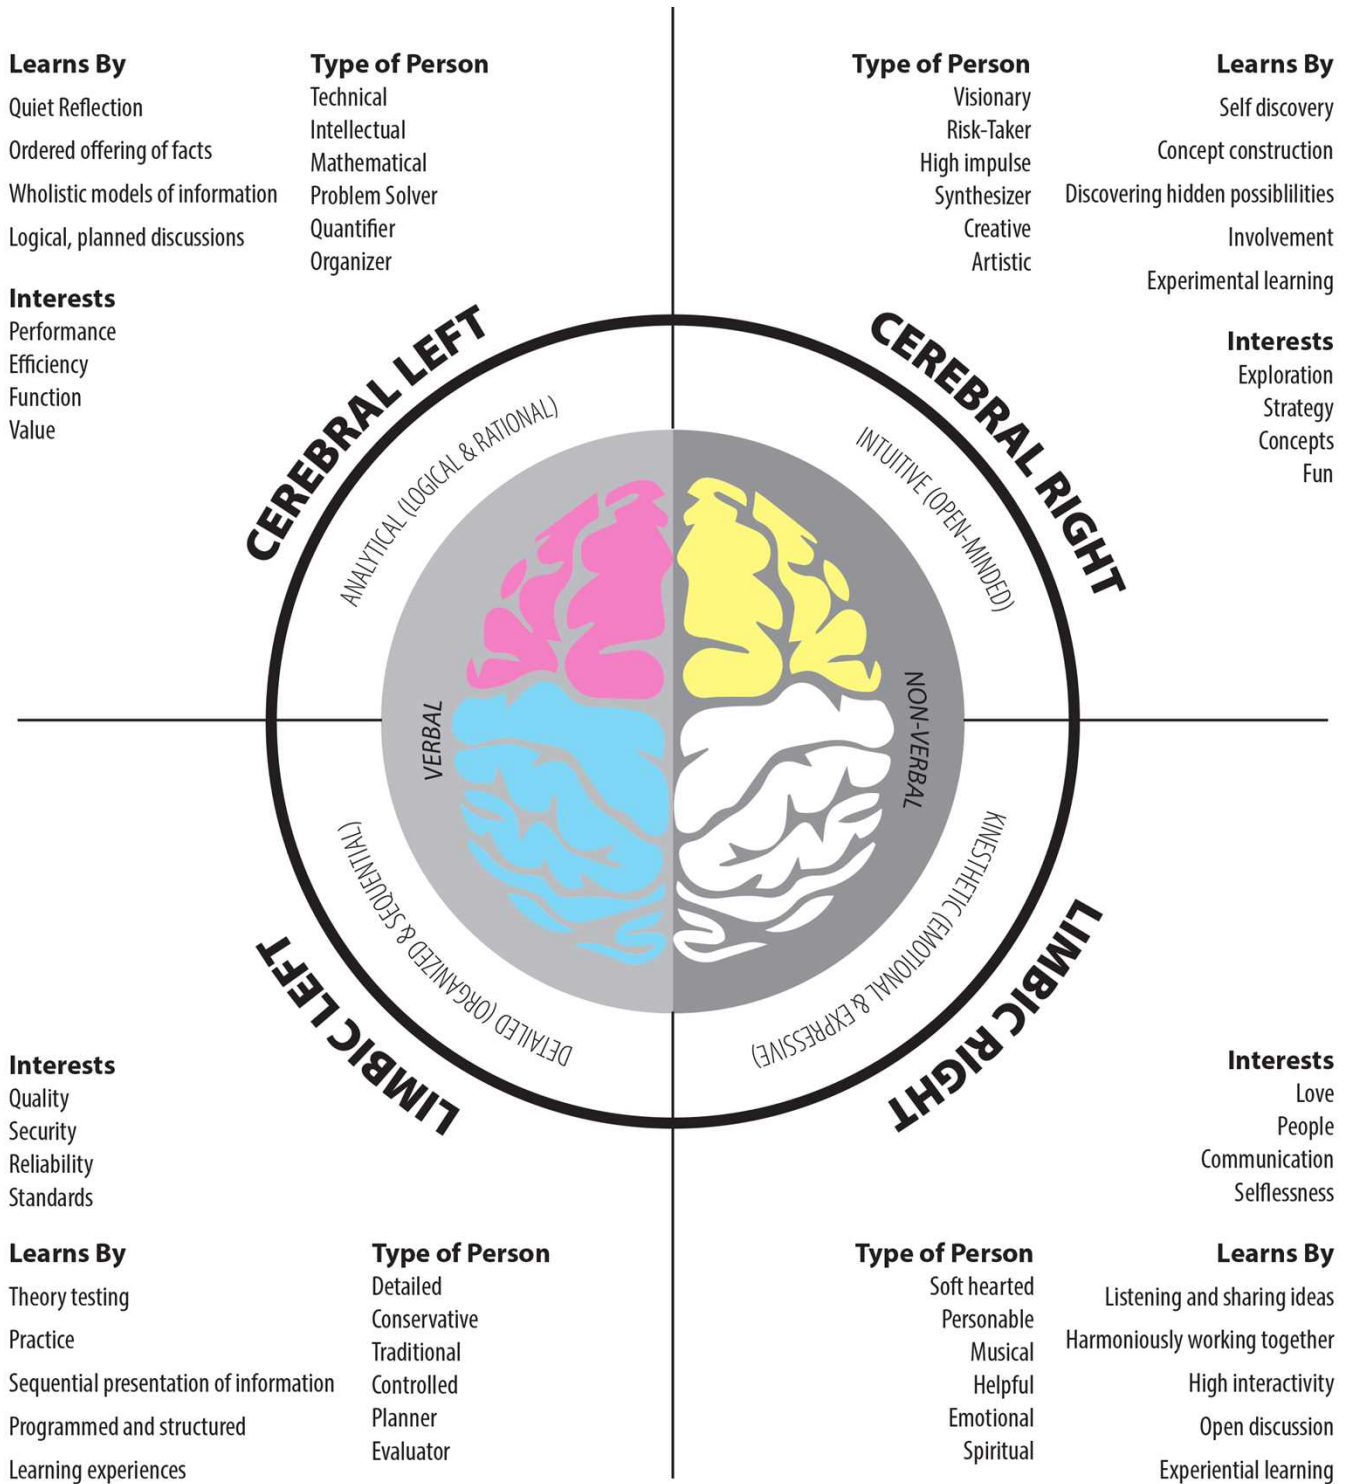 Learns By
Quiet Reflection
Ordered offering of facts
Wholistic models of information
Logical, planned discussions
Interests
Performance
Efficiency
Function
Value
Type of Person
Technical
Intellectual
Mathematical
Problem Solver
Quantifier
Organizer
Type of Person
Visionary
Risk-Taker
High impulse
Synthesizer
Creative
Artistic
Learns By
Self discovery
Concept construction
Discovering hidden possiblilities
Involvement
Experimental learning
Interests
Exploration
Strategy
Concepts
Fun
CEREBRAL LEFT
ANALYTICAL (LOGICAL & RATIONAL)
CEREBRAL RIGHT
INTUITIVE (OPEN-MINDED)
VERBAL
NON-VERBAL
DETAILED (ORGANIZED & SEQUENTIAL)
LIMBIC LEFT
KINESTHETIC (EMOTIONAL & EXPRESSIVE)
LIMBIC RIGHT
Interests
Quality
Security
Reliability
Standards
Learns By
Theory testing
Practice
Sequential presentation of information
Programmed and structured
Learning experiences
Type of Person
Detailed
Conservative
Traditional
Controlled
Planner
Evaluator
Interests
Love
People
Communication
Selflessness
Type of Person
Soft hearted
Personable
Musical
Helpful
Emotional
Spiritual
Learns By
Listening and sharing ideas
Harmoniously working together
High interactivity
Open discussion
Experiential learning